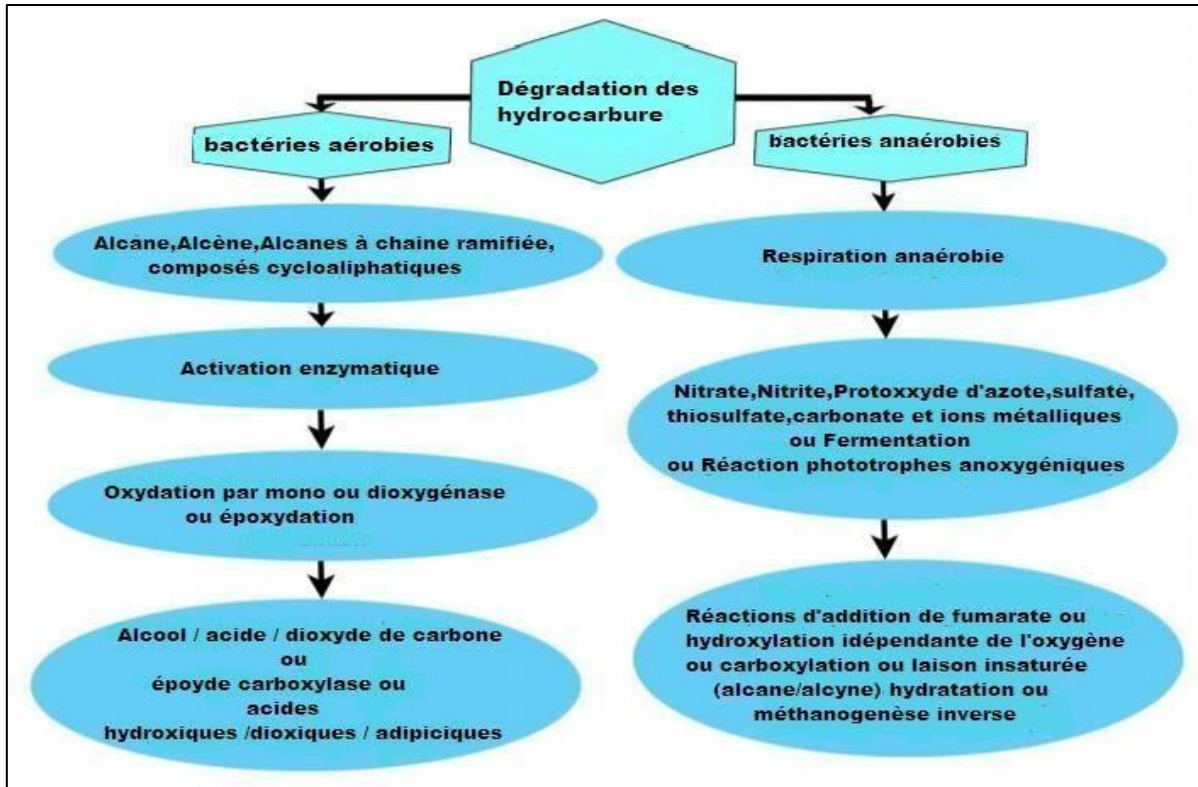 Dégradation des
hydrocarbure
bactéries aérobies
Alcane,Alcène,Alcanes à chaine ramifiée,
composés cycloaliphatiques
Activation enzymatique
Oxydation par mono ou dioxygénase
ou époxydation
Alcool / acide / dioxyde de carbone
ou
époyde carboxylase ou
acides
hydroxiques /dioxiques / adipiciques
bactéries anaérobies
Respiration anaérobie
Nitrate,Nitrite,Protoxxyde d'azote,sulfate,
thiosulfate,carbonate et ions métalliques
ou Fermentation
ou Réaction phototrophes anoxygéniques
Réactions d'addition de fumarate ou
hydroxylation idépendante de l'oxygène
ou carboxylation ou laison insaturée
(alcane/alcyne) hydratation ou
méthanogenèse inverse